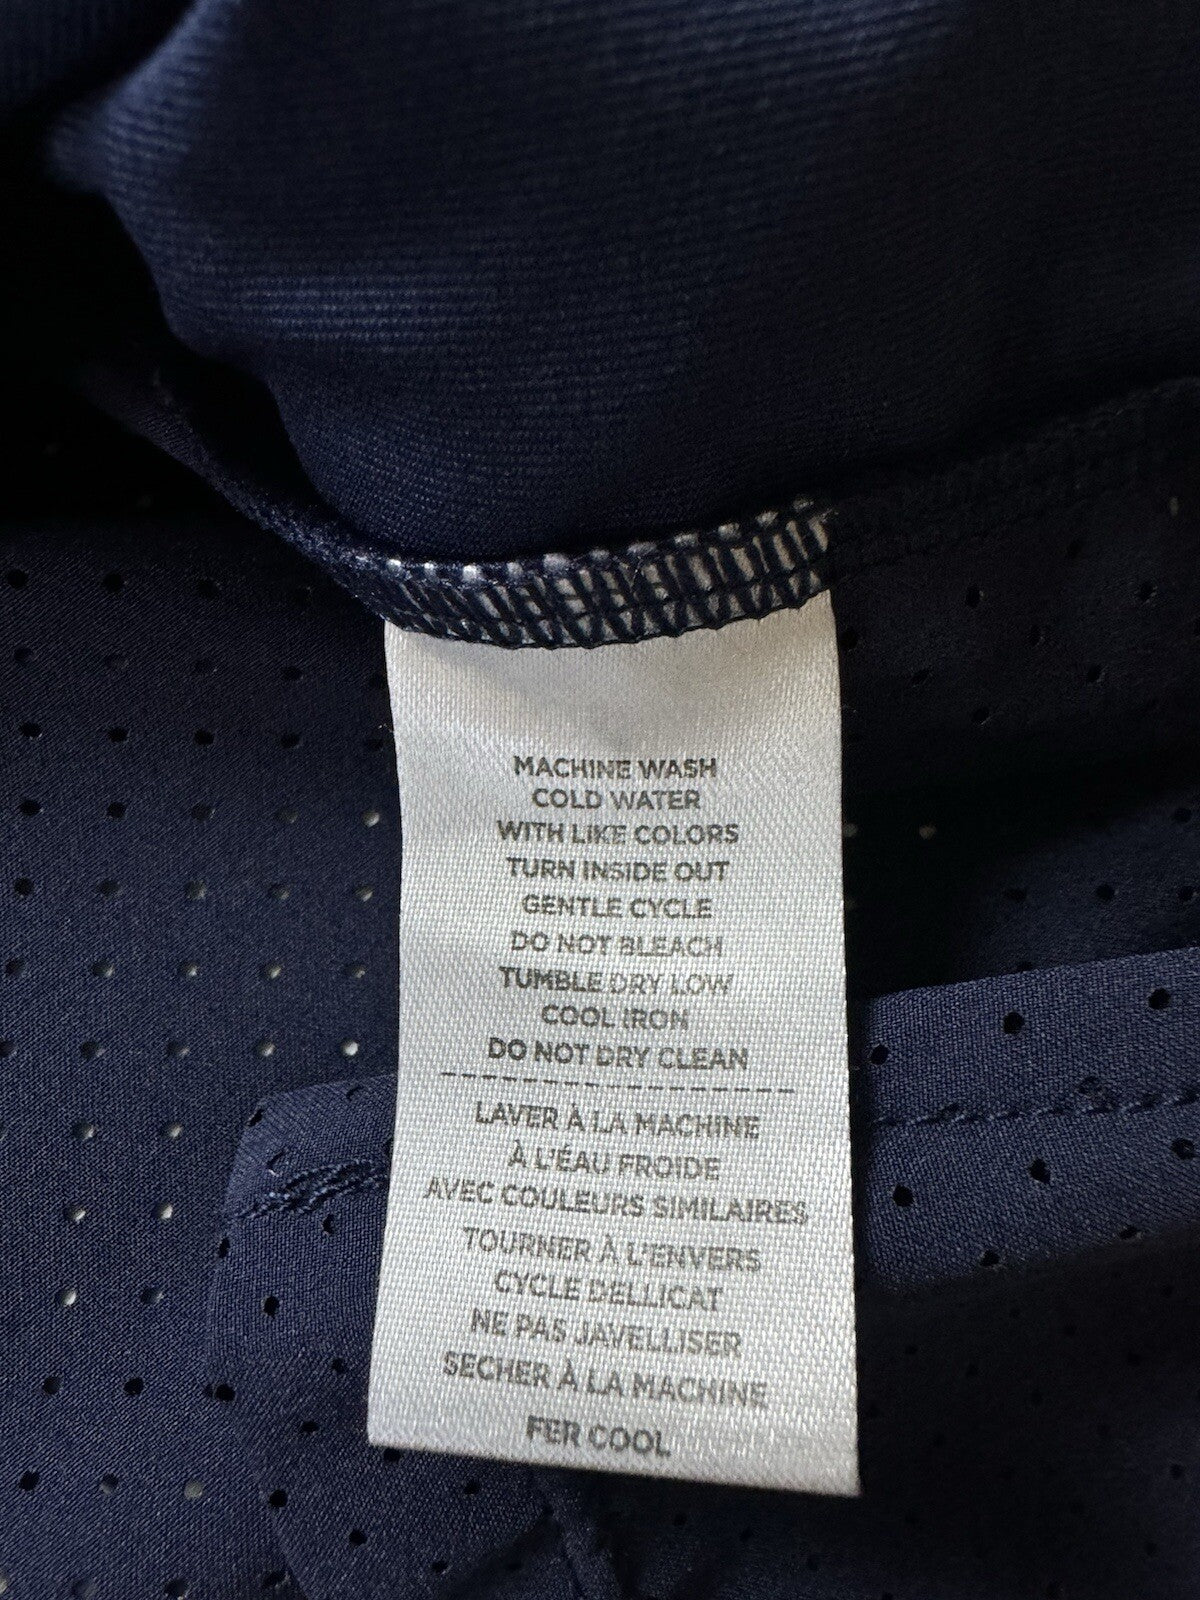 MACHINE WASH
COLD WATER
WITH LIKE COLORS
TURN INSIDE OUT
GENTLE CYCLE
DO NOT BLEACH
TUMBLE DRY LOW
COOL IRON
DO NOT DRY CLEAN
LAVER À LA MACHINE
À L'ÉAU FROIDE
AVEC COULEURS SIMILAIRES
TOURNER À L'ENVERS
CYCLE DELLICAT
NE PAS JAVELLISER
SECHER À LA MACHINE
FER COOL